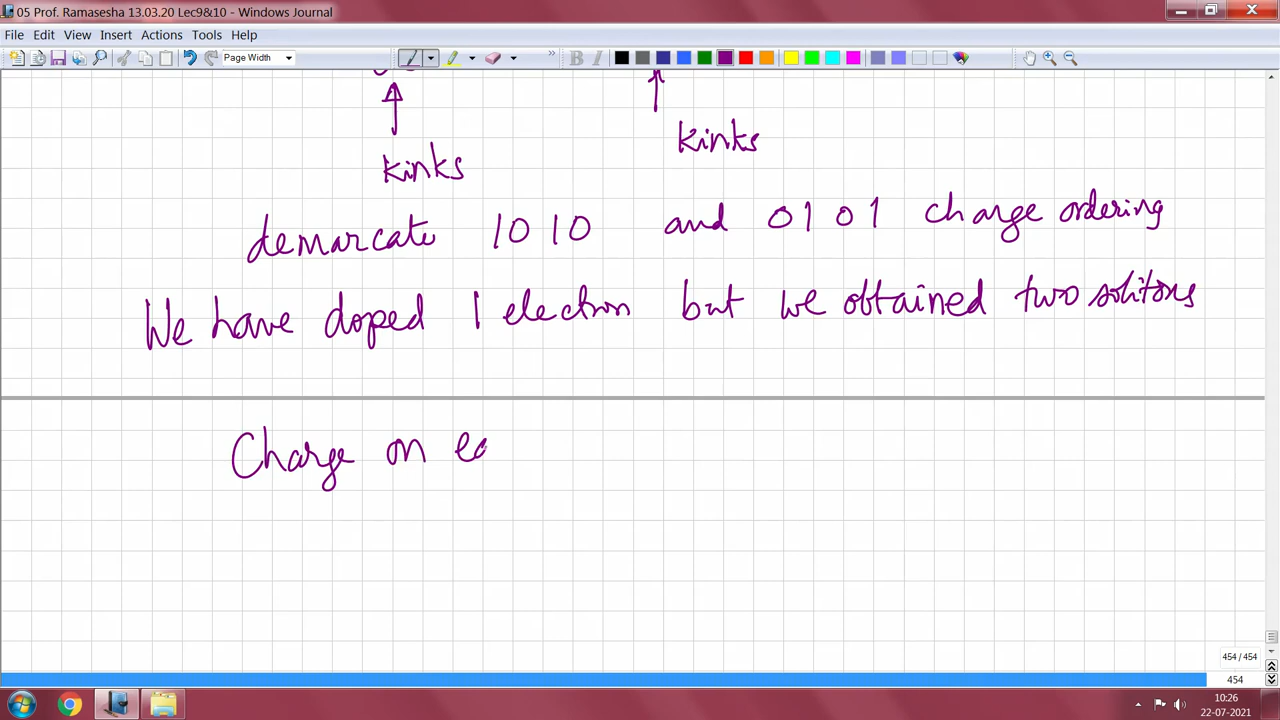 05 Prof. Ramasesha 13.03.20 Lec9&10 - Windows Journal
File Edit View Insert Actions Tools Help
Page Width
kinks
kinks
demarcate 1010 and 0101 charge ordering
We have doped 1 electron but we obtained two solitons
Charge on
454 / 454
454
10:26
22-07-2021